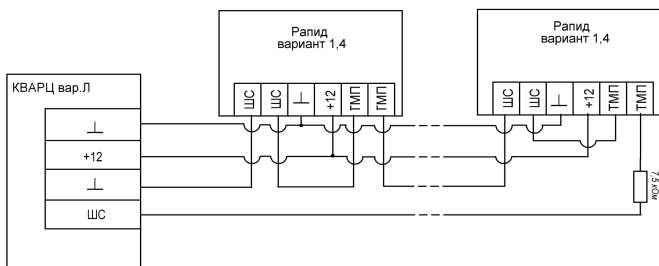 Рапид
вариант 1,4
ШС ШС ⊥ +12 ТМП ТМП
Рапид
вариант 1,4
ШС ШС ⊥ +12 ТМП ТМП
КВАРЦ вар.Л
⊥
+12
⊥
ШС
7,5 кОм